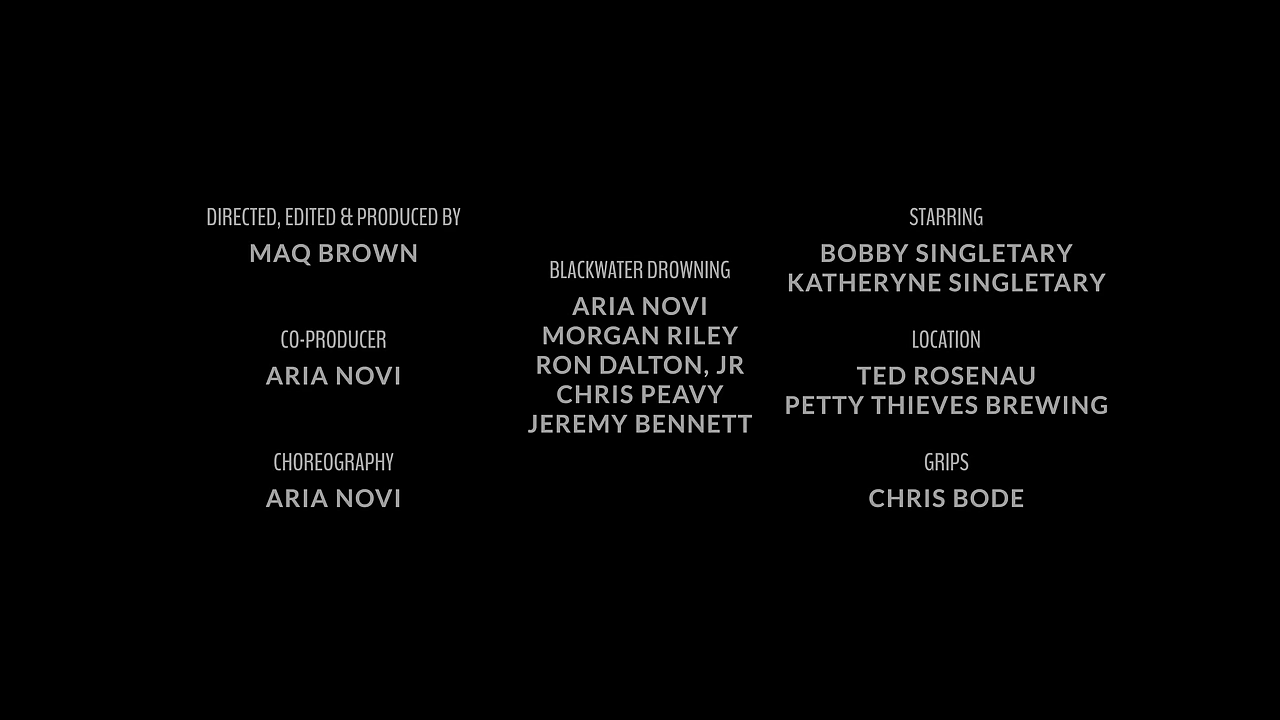 DIRECTED, EDITED & PRODUCED BY
MAQ BROWN
CO-PRODUCER
ARIA NOVI
CHOREOGRAPHY
ARIA NOVI
BLACKWATER DROWNING
ARIA NOVI
MORGAN RILEY
RON DALTON, JR
CHRIS PEAVY
JEREMY BENNETT
STARRING
BOBBY SINGLETARY
KATHERYNE SINGLETARY
LOCATION
TED ROSENAU
PETTY THIEVES BREWING
GRIPS
CHRIS BODE